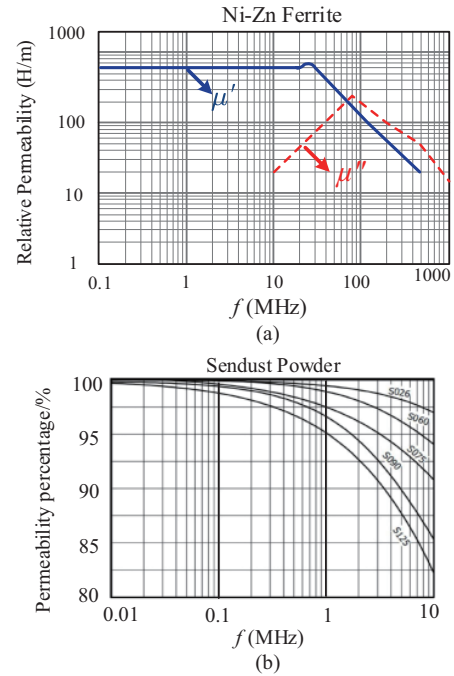 Ni-Zn Ferrite
Relative Permeability (H/m)
1000
100
10
1
μ'
μ"
0.1 1 10 100 1000
f (MHz)
(a)
Sendust Powder
Permeability percentage/%
100
95
90
85
80
S026
S060
S075
S090
S125
0.01 0.1 1 10
f (MHz)
(b)